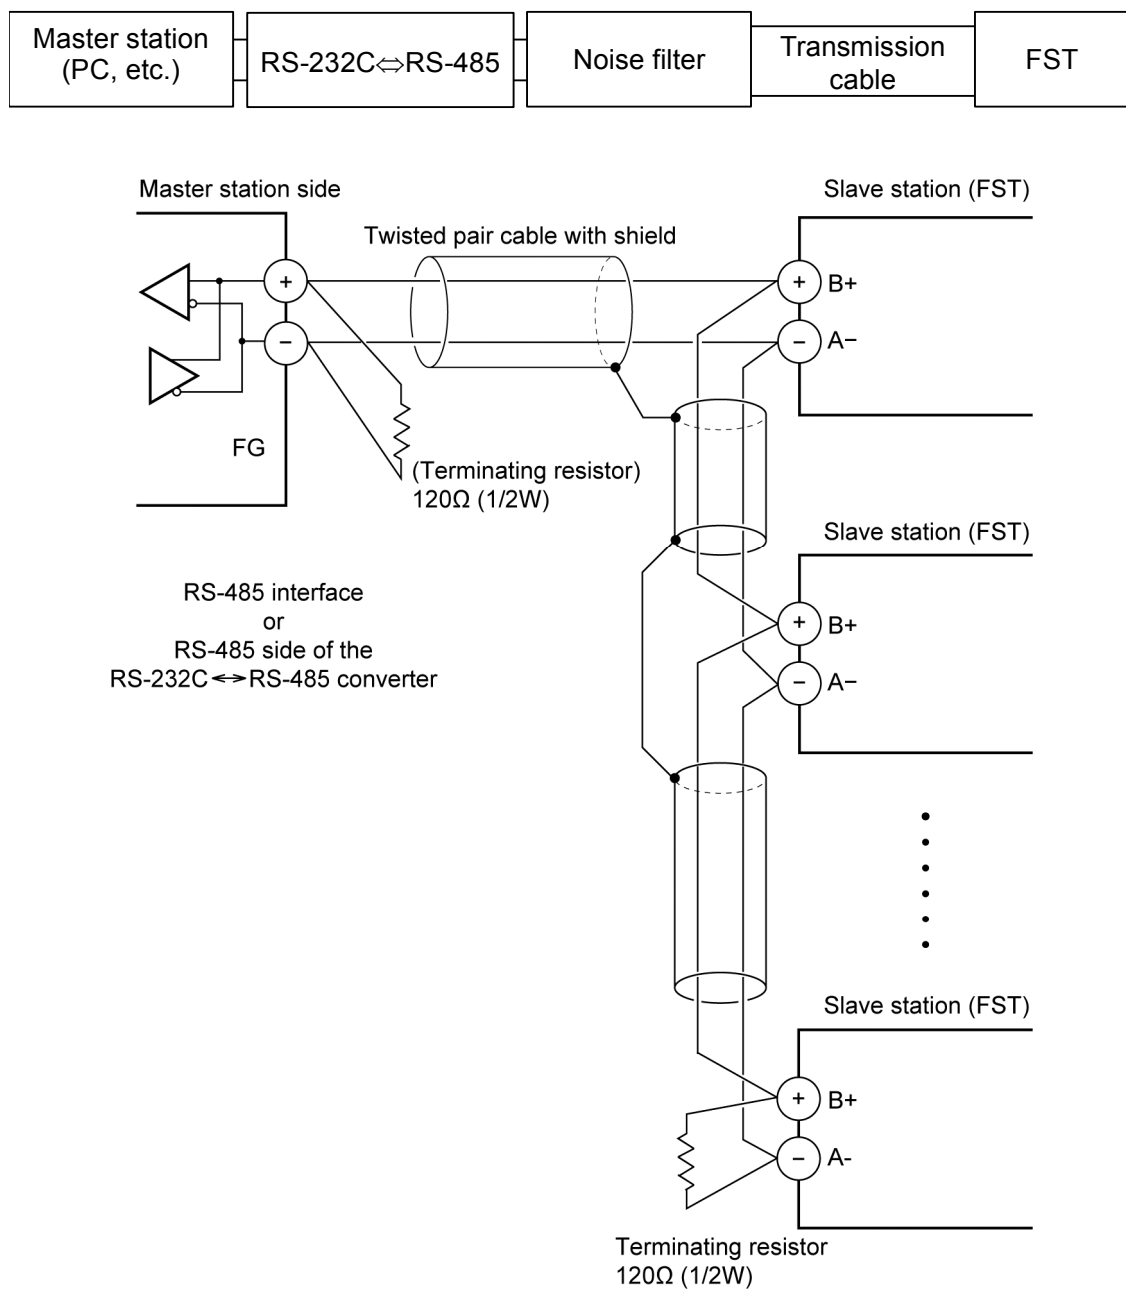 Master station
(PC, etc.)
RS-232C⇔RS-485
Noise filter
Transmission
cable
FST
Master station side
Slave station (FST)
Twisted pair cable with shield
+
B+
+
−
A−
−
FG
(Terminating resistor)
120Ω (1/2W)
Slave station (FST)
RS-485 interface
or
RS-485 side of the
RS-232C↔RS-485 converter
+
B+
−
A−
Slave station (FST)
+
B+
−
A-
Terminating resistor
120Ω (1/2W)